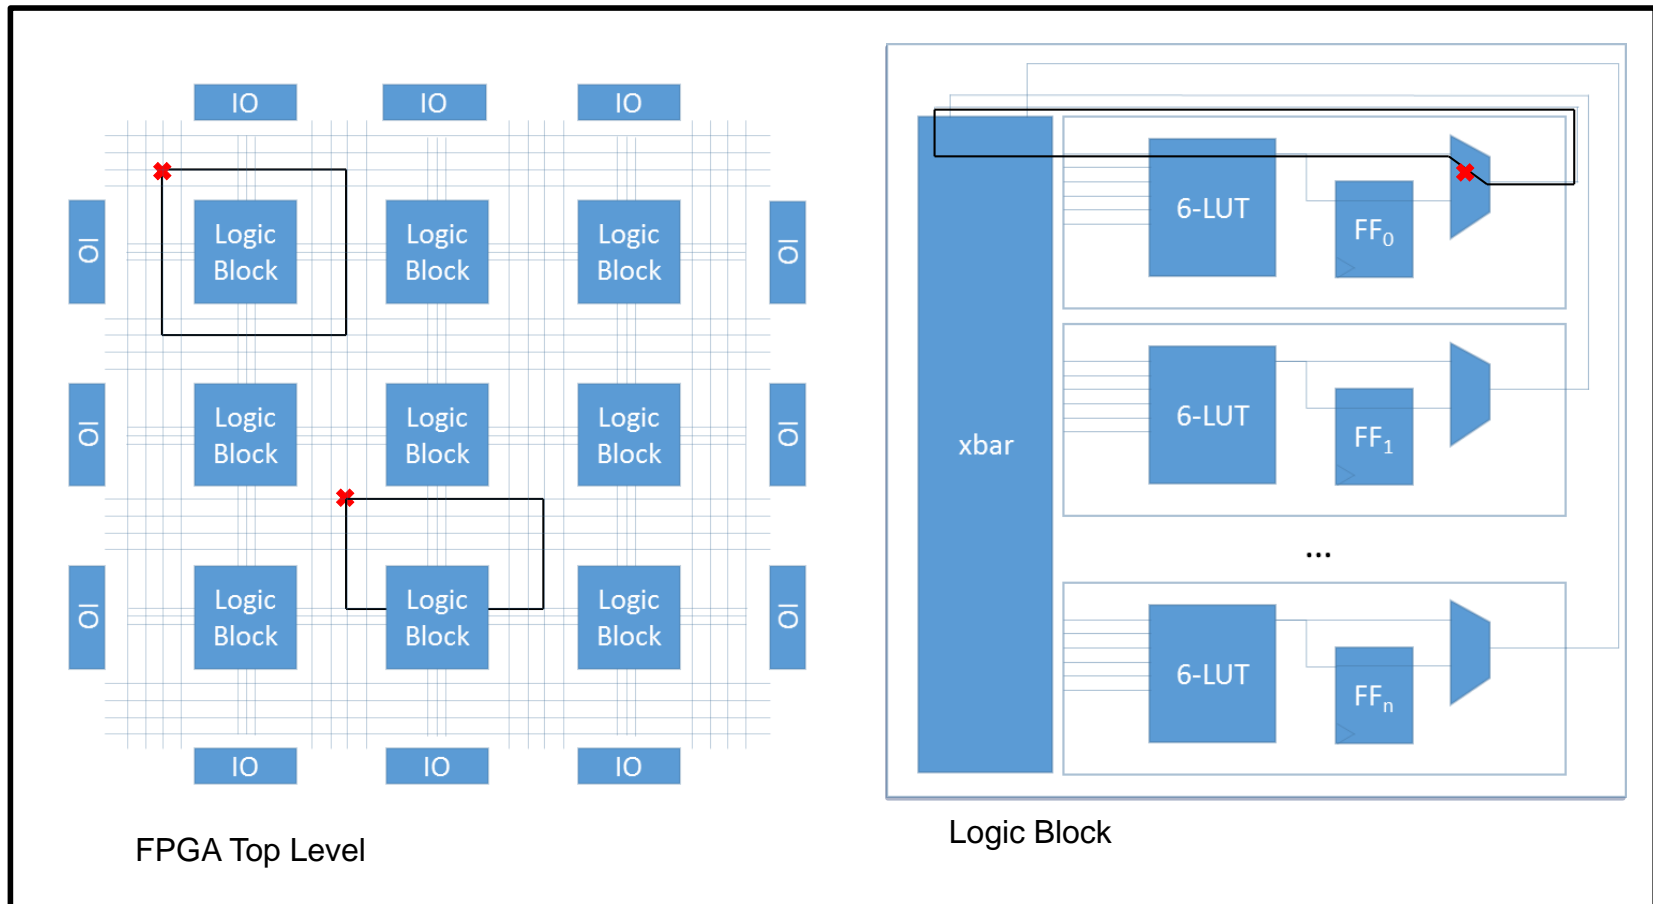 IO
IO
IO
IO
Logic
Block
Logic
Block
Logic
Block
IO
IO
Logic
Block
Logic
Block
Logic
Block
IO
IO
Logic
Block
Logic
Block
Logic
Block
IO
IO
IO
IO
FPGA Top Level
xbar
6-LUT
FF0
6-LUT
FF1
...
6-LUT
FFn
Logic Block